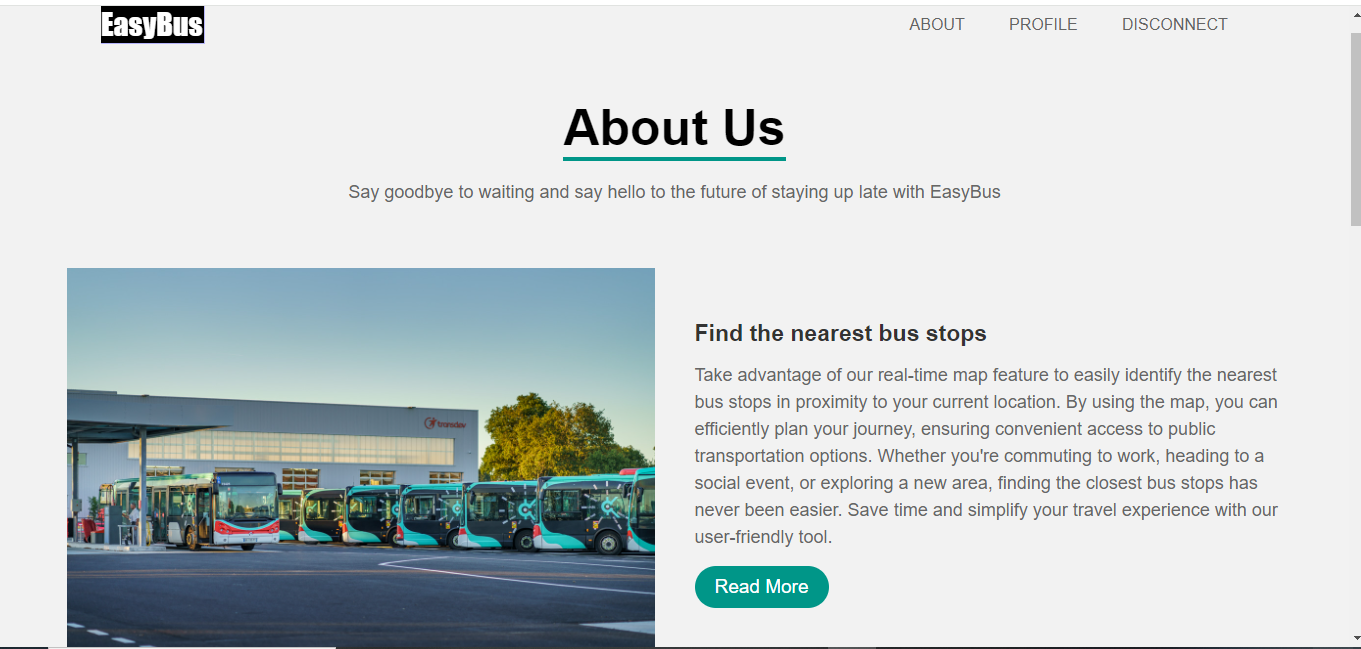 EasyBus
ABOUT PROFILE DISCONNECT
About Us
Say goodbye to waiting and say hello to the future of staying up late with EasyBus
transdev
Find the nearest bus stops
Take advantage of our real-time map feature to easily identify the nearest
bus stops in proximity to your current location. By using the map, you can
efficiently plan your journey, ensuring convenient access to public
transportation options. Whether you're commuting to work, heading to a
social event, or exploring a new area, finding the closest bus stops has
never been easier. Save time and simplify your travel experience with our
user-friendly tool.
Read More